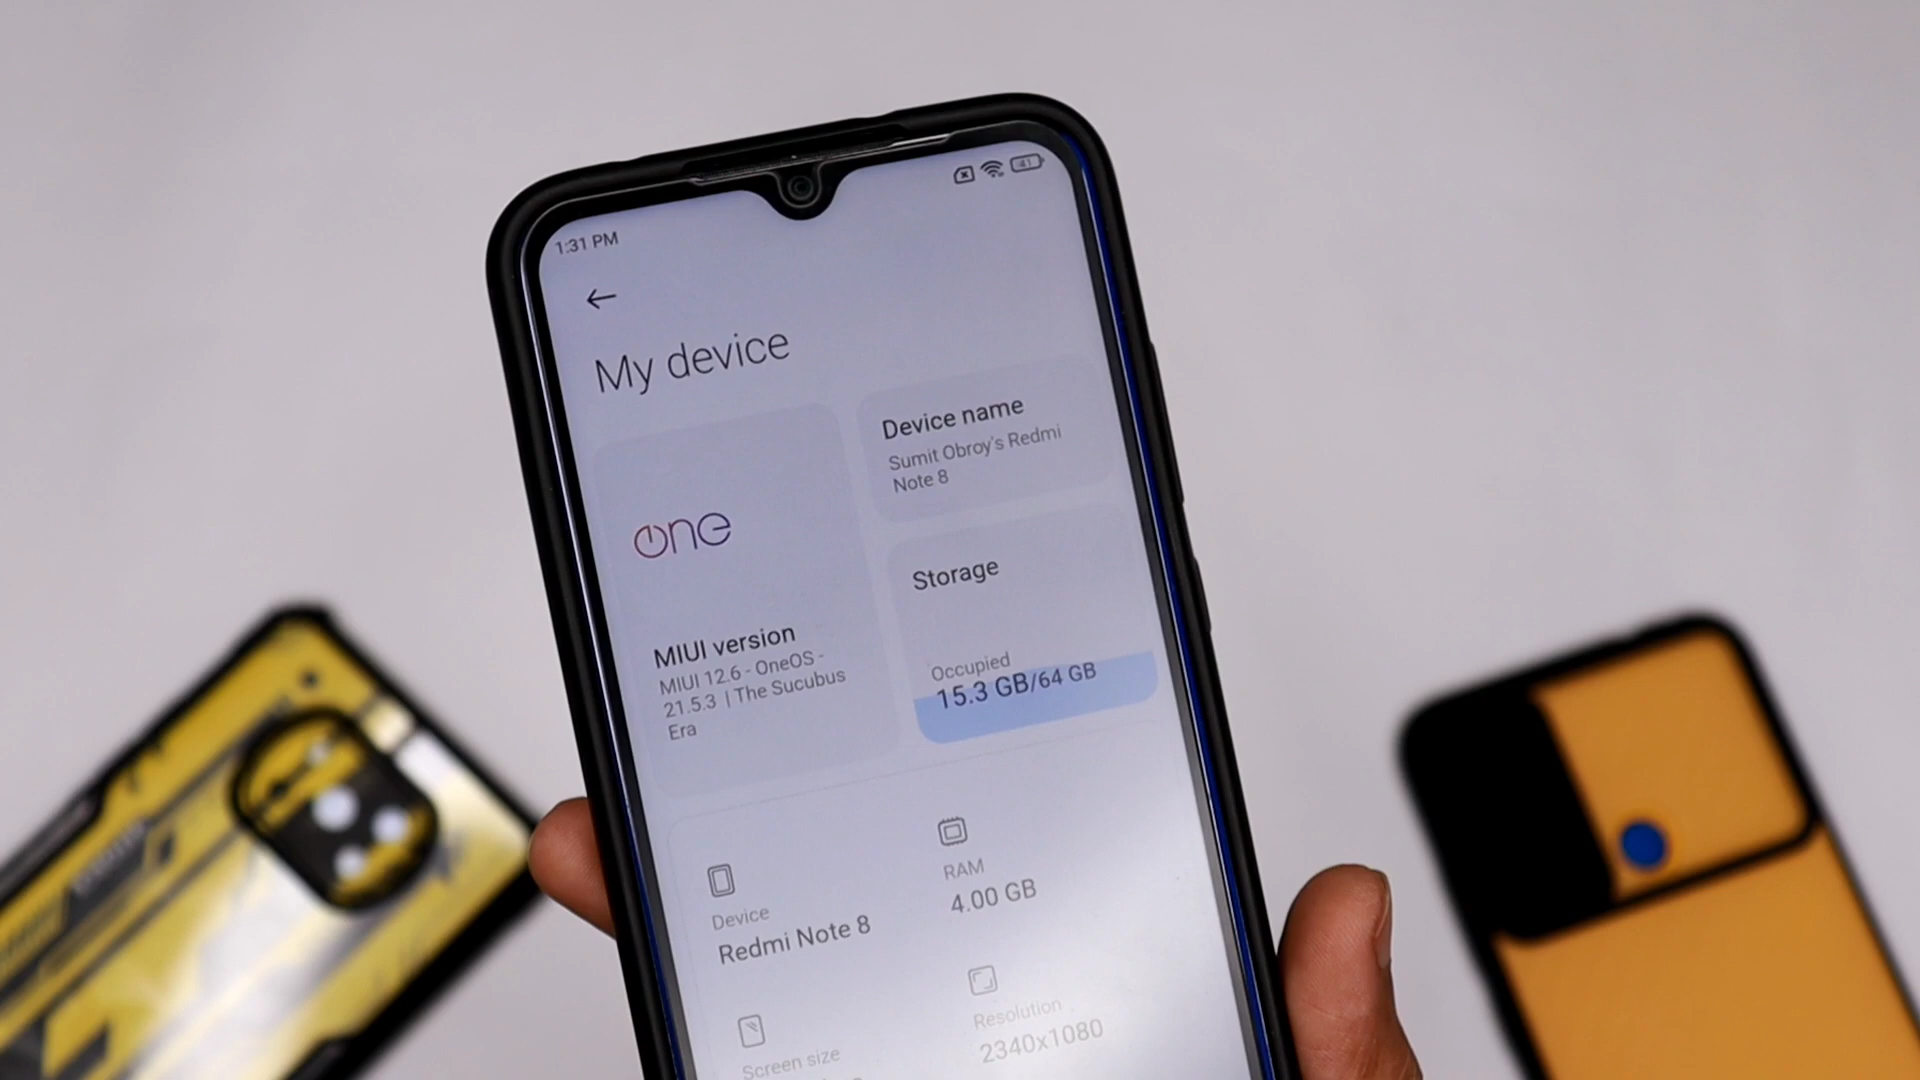 1:31 PM
41
My device
one
MIUI version
MIUI 12.6 - OneOS -
21.5.3 | The Sucubus
Era
Device name
Sumit Obroy's Redmi
Note 8
Storage
Occupied
15.3 GB/64 GB
Device
Redmi Note 8
RAM
4.00 GB
Screen size
Resolution
2340x1080